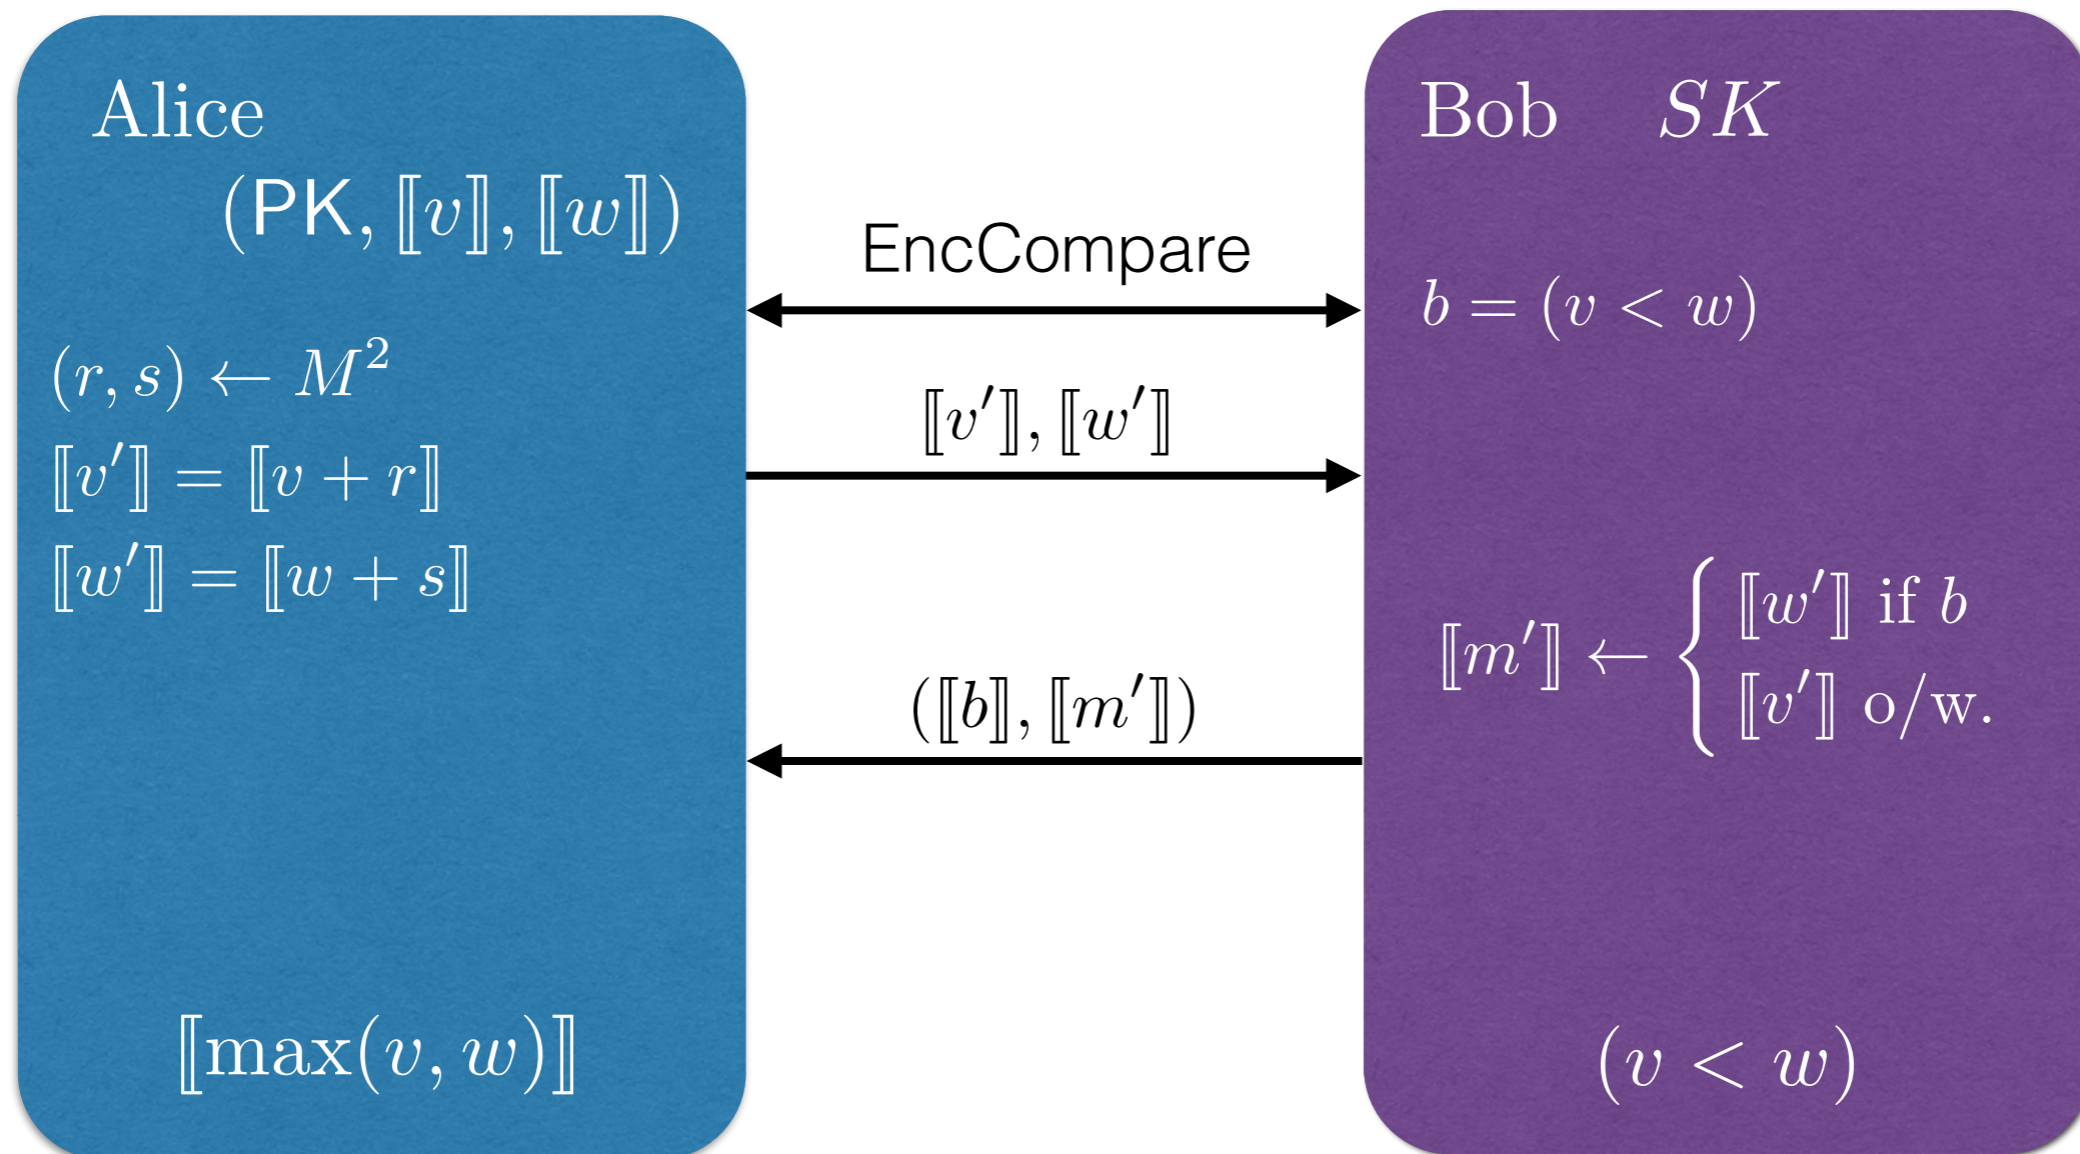 Alice
(PK, ⟦v⟧, ⟦w⟧)
(r, s) ← M²
⟦v′⟧ = ⟦v + r⟧
⟦w′⟧ = ⟦w + s⟧
⟦max(v, w)⟧
EncCompare
⟦v′⟧, ⟦w′⟧
(⟦b⟧, ⟦m′⟧)
Bob SK
b = (v < w)
⟦m′⟧ ← { ⟦w′⟧ if b
⟦v′⟧ o/w.
(v < w)